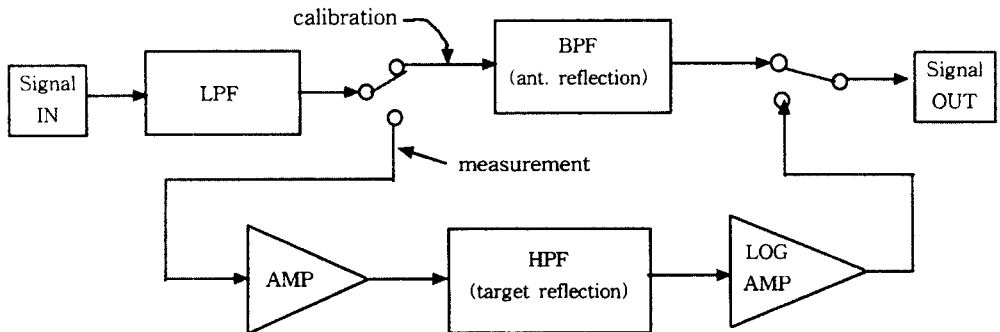 calibration
Signal
IN
LPF
BPF
(ant. reflection)
Signal
OUT
measurement
AMP
HPF
(target reflection)
LOG
AMP